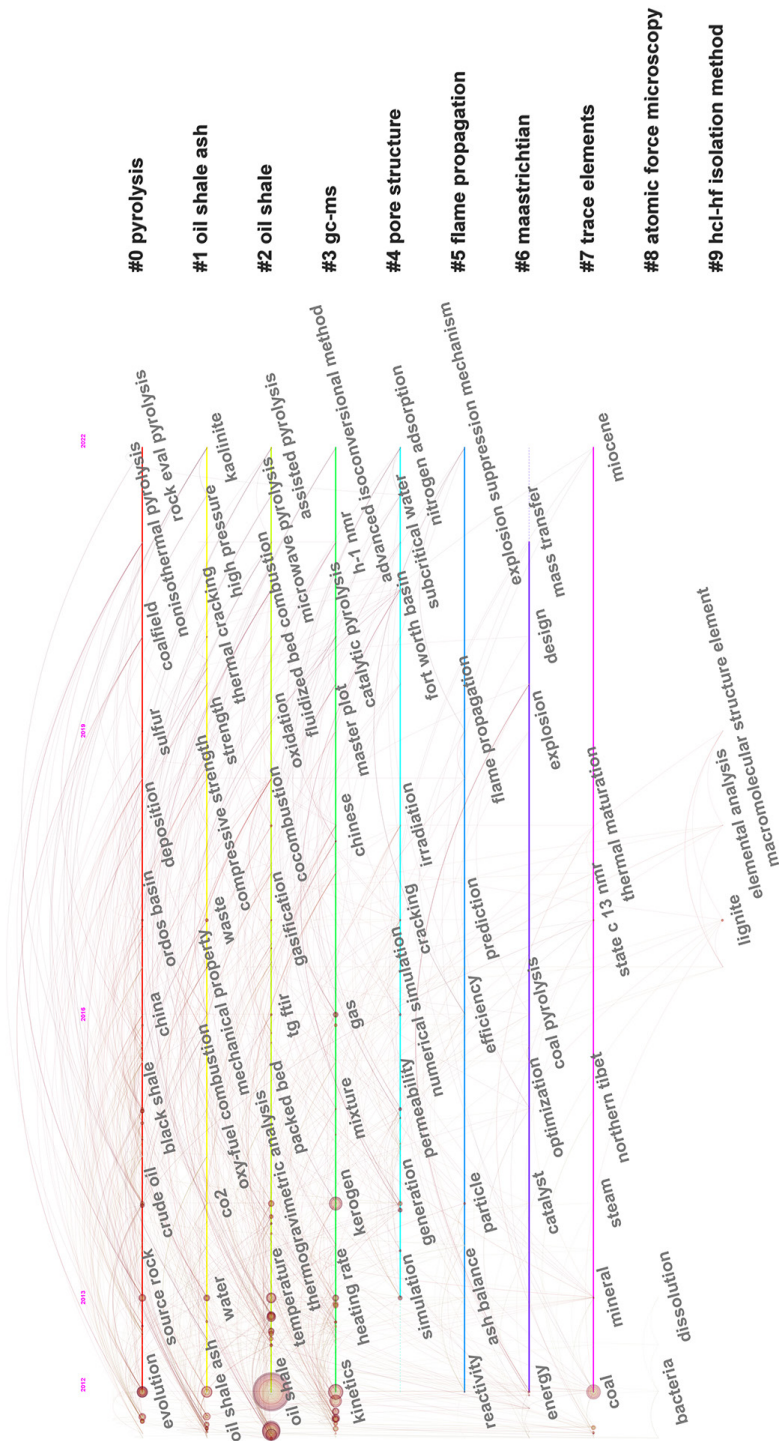 #0 pyrolysis
#1 oil shale ash
#2 oil shale
#3 gc-ms
#4 pore structure
#5 flame propagation
#6 maastrichtian
#7 trace elements
#8 atomic force microscopy
#9 hcl-hf isolation method
2012
2013
2016
2019
2022
evolution
source rock
crude oil
black shale
china
ordos basin
deposition
sulfur
coalfield
nonisothermal pyrolysis
rock eval pyrolysis
oil shale ash
water
co2
oxy-fuel combustion
mechanical property
waste
compressive strength
strength
thermal cracking
high pressure
kaolinite
oil shale
temperature
thermogravimetric analysis
packed bed
tg ftir
gasification
cocombustion
oxidation
fluidized bed combustion
microwave pyrolysis
assisted pyrolysis
kinetics
heating rate
kerogen
mixture
gas
chinese
master plot
catalytic pyrolysis
h-1 nmr
advanced isoconversional method
simulation
generation
permeability
numerical simulation
cracking
irradiation
fort worth basin
subcritical water
nitrogen adsorption
reactivity
ash balance
particle
efficiency
prediction
flame propagation
explosion suppression mechanism
energy
catalyst
optimization
coal pyrolysis
explosion
design
mass transfer
coal
mineral
steam
northern tibet
state c 13 nmr
thermal maturation
miocene
bacteria
dissolution
lignite
elemental analysis
macromolecular structure element